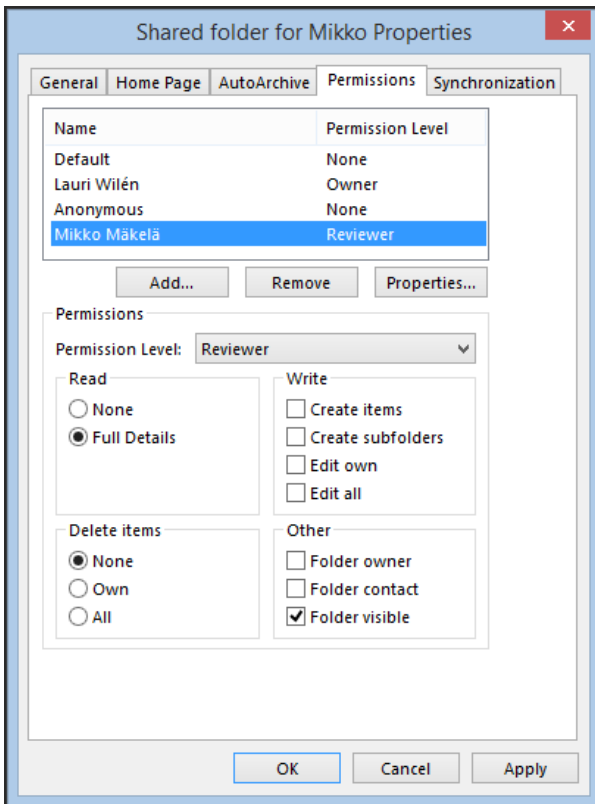 Shared folder for Mikko Properties
General Home Page AutoArchive Permissions Synchronization
Name Permission Level
Default None
Lauri Wilén Owner
Anonymous None
Mikko Mäkelä Reviewer
Add... Remove Properties...
Permissions
Permission Level: Reviewer
Read Write
None Create items
Full Details Create subfolders
Edit own
Edit all
Delete items Other
None Folder owner
Own Folder contact
All Folder visible
OK Cancel Apply